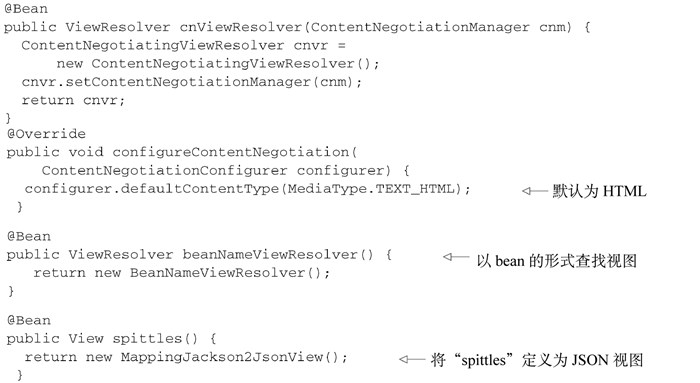 @Bean
public ViewResolver cnViewResolver(ContentNegotiationManager cnm) {
  ContentNegotiatingViewResolver cnvr =
      new ContentNegotiatingViewResolver();
  cnvr.setContentNegotiationManager(cnm);
  return cnvr;
}
@Override
public void configureContentNegotiation(
    ContentNegotiationConfigurer configurer) {
  configurer.defaultContentType(MediaType.TEXT_HTML); 默认为 HTML
}
@Bean
public ViewResolver beanNameViewResolver() { 以 bean 的形式查找视图
  return new BeanNameViewResolver();
}
@Bean
public View spittles() {
  return new MappingJackson2JsonView(); 将“spittles”定义为 JSON 视图
}